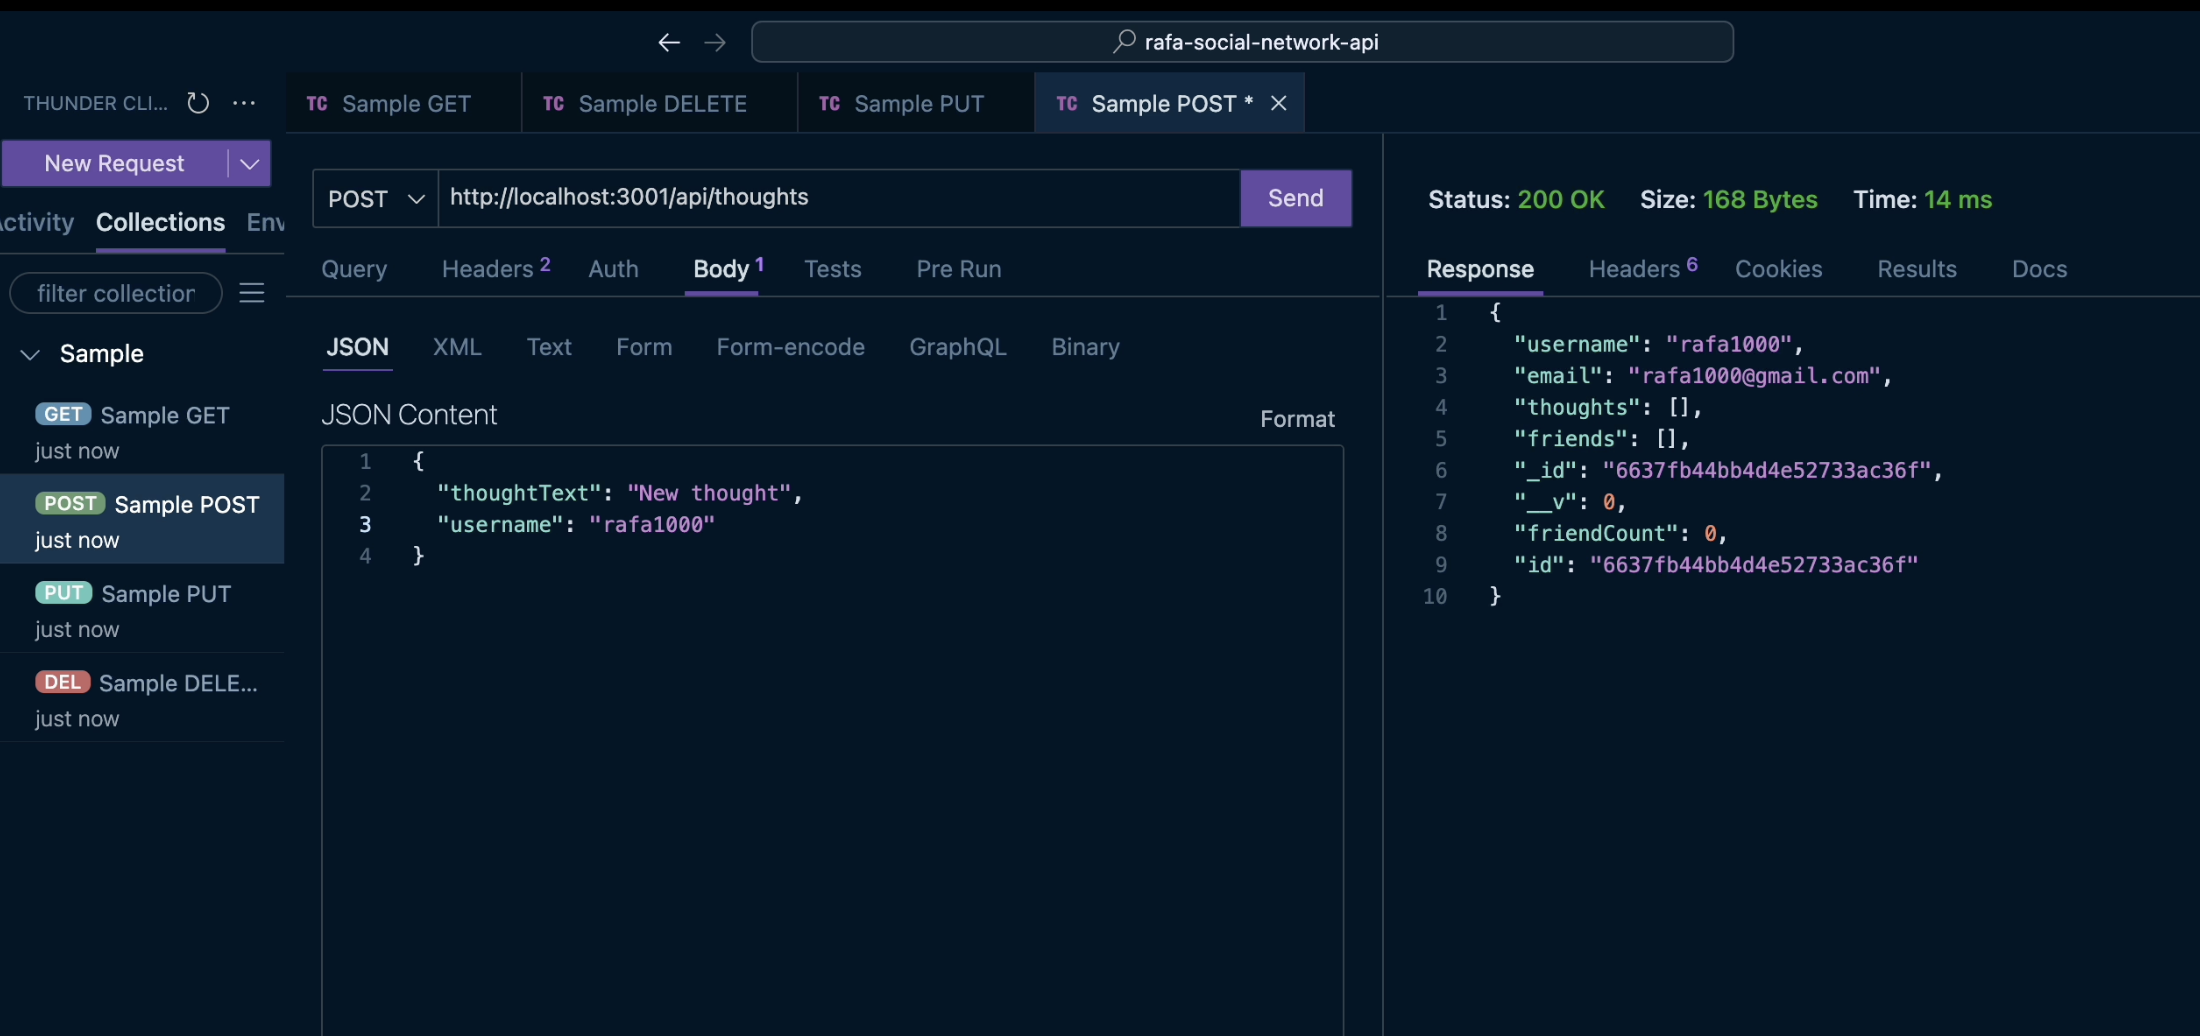 rafa-social-network-api
THUNDER CLI...
New Request
Activity Collections Env
filter collection
Sample
GET Sample GET
just now
POST Sample POST
just now
PUT Sample PUT
just now
DEL Sample DELE...
just now
TC Sample GET
TC Sample DELETE
TC Sample PUT
TC Sample POST *
POST http://localhost:3001/api/thoughts Send
Query Headers 2 Auth Body 1 Tests Pre Run
JSON XML Text Form Form-encode GraphQL Binary
JSON Content Format
1 {
2 "thoughtText": "New thought",
3 "username": "rafa1000"
4 }
Status: 200 OK Size: 168 Bytes Time: 14 ms
Response Headers 6 Cookies Results Docs
1 {
2 "username": "rafa1000",
3 "email": "rafa1000@gmail.com",
4 "thoughts": [],
5 "friends": [],
6 "_id": "6637fb44bb4d4e52733ac36f",
7 "__v": 0,
8 "friendCount": 0,
9 "id": "6637fb44bb4d4e52733ac36f"
10 }